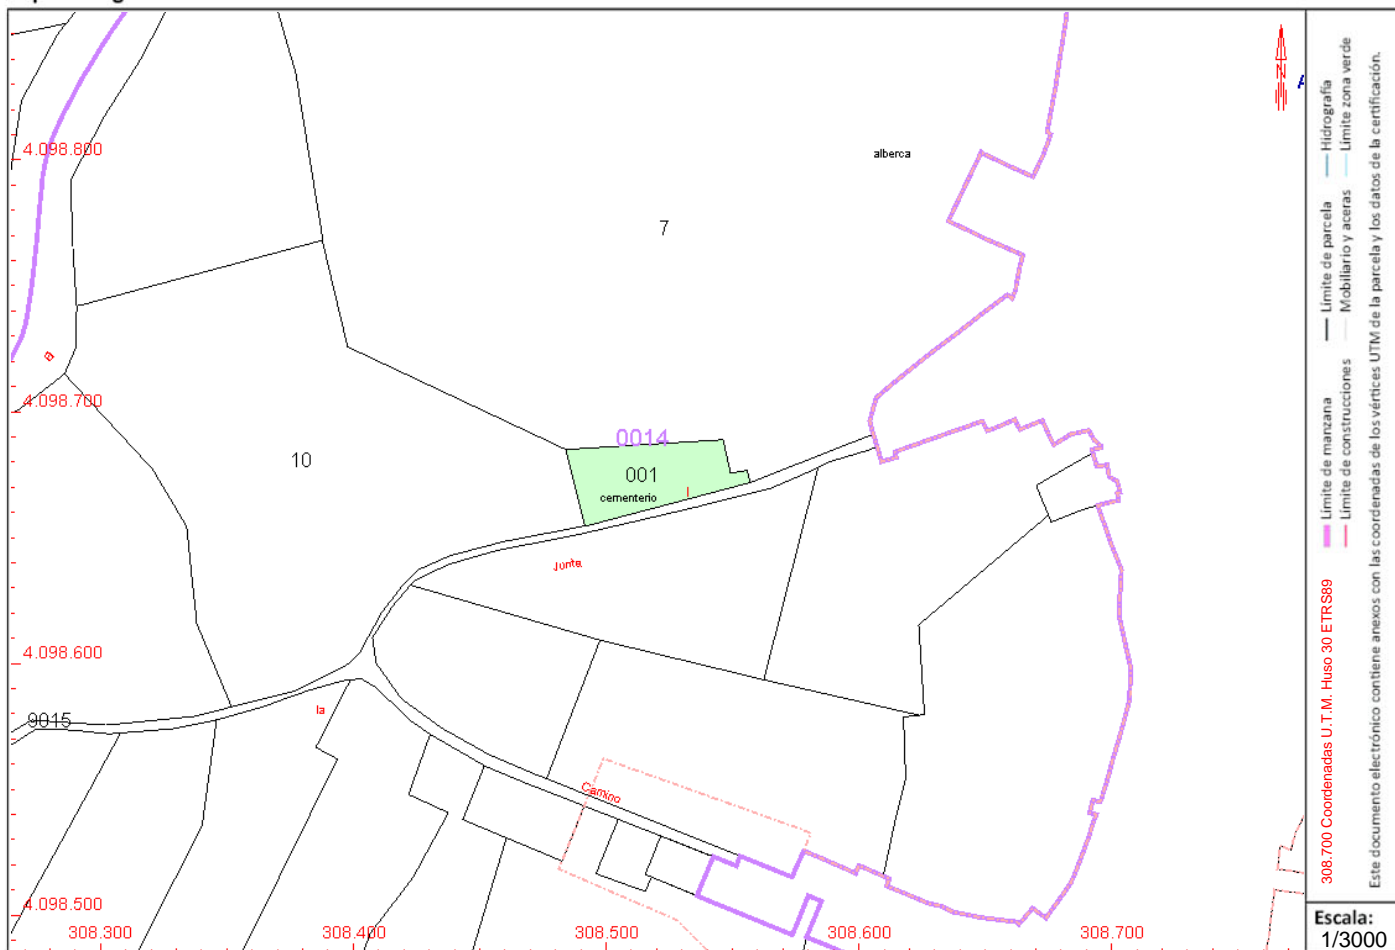 4.098.800
alberca
7
4.098.700
0014
10
001
cementerio
Junta
4.098.600
9015
la
Camino
4.098.500
308.300
308.400
308.500
308.600
308.700
N
Límite de manzana
Límite de parcela
Hidrografía
Límite de construcciones
Mobiliario y aceras
Límite zona verde
308.700 Coordenadas U.T.M. Huso 30 ETRS89
Este documento electrónico contiene anexos con las coordenadas de los vértices UTM de la parcela y los datos de la certificación.
Escala:
1/3000